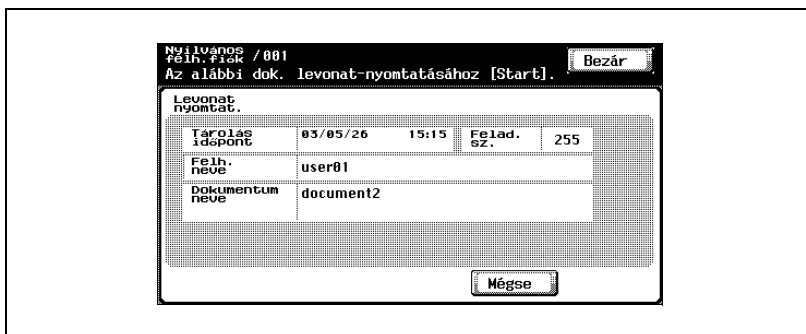 Nyilvános
felh.fiók /001
Bezár
Az alábbi dok. levonat-nyomtatásához [Start].
Levonat
nyomtat.
Tárolás
időpont
03/05/26 15:15
Felad.
sz.
255
Felh.
neve
user01
Dokumentum
neve
document2
Mégse